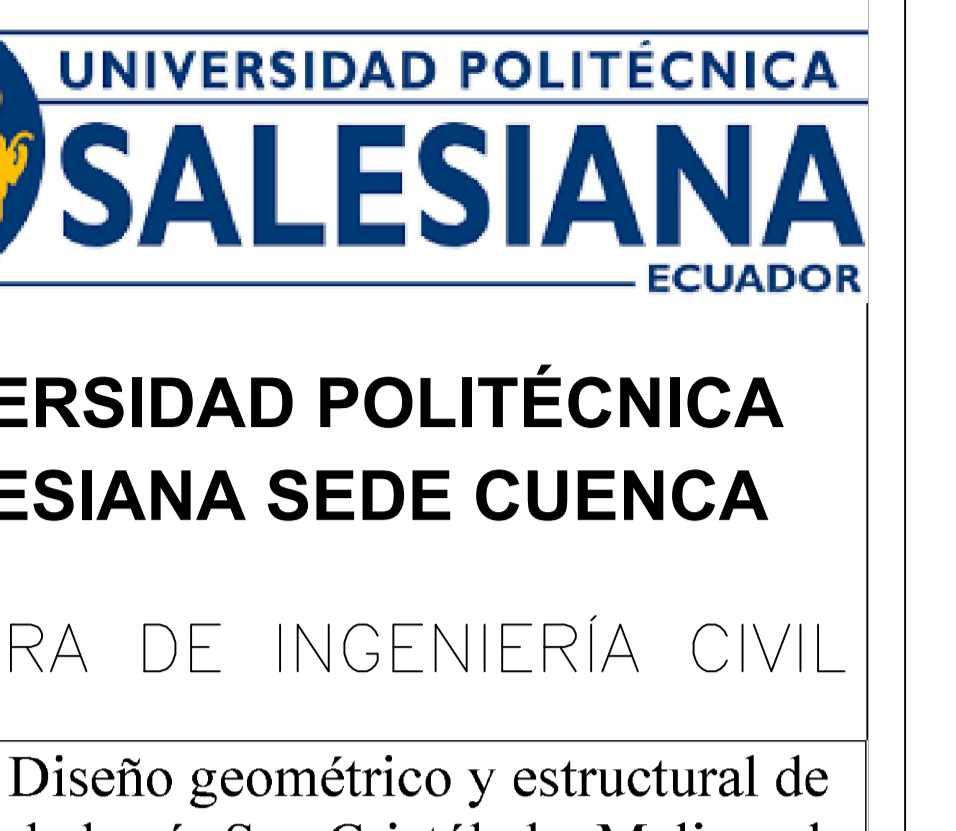 UNIVERSIDAD POLITÉCNICA
SALESIANA
ECUADOR
ERSIDAD POLITÉCNICA
ESIANA SEDE CUENCA
RA DE INGENIERÍA CIVIL
Diseño geométrico y estructural de